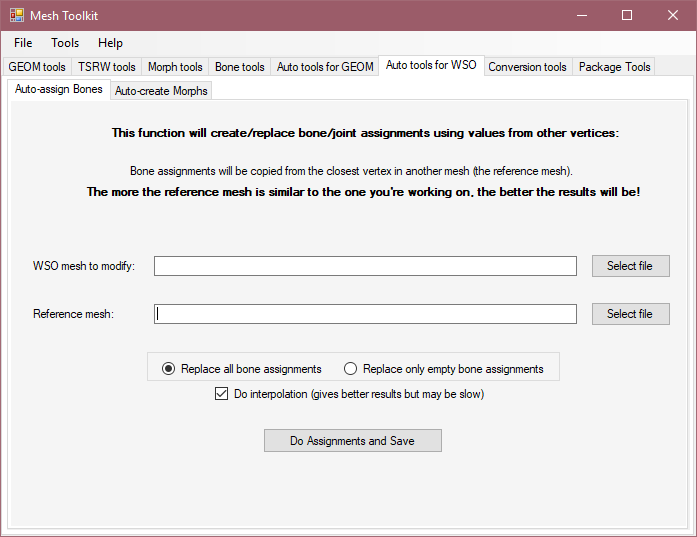 Mesh Toolkit
File Tools Help
GEOM tools TSRW tools Morph tools Bone tools Auto tools for GEOM Auto tools for WSO Conversion tools Package Tools
Auto-assign Bones Auto-create Morphs
This function will create/replace bone/joint assignments using values from other vertices:
Bone assignments will be copied from the closest vertex in another mesh (the reference mesh).
The more the reference mesh is similar to the one you're working on, the better the results will be!
WSO mesh to modify: Select file
Reference mesh: Select file
Replace all bone assignments Replace only empty bone assignments
Do interpolation (gives better results but may be slow)
Do Assignments and Save